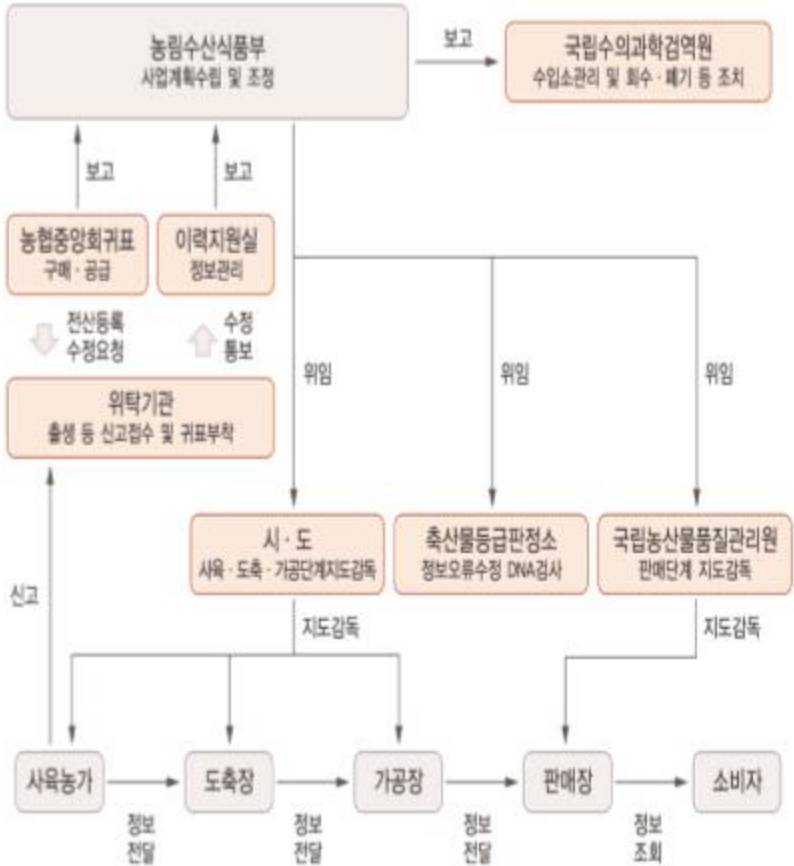 농림수산식품부
사업계획수립 및 조정
보고
국립수의과학검역원
수입소관리 및 회수·폐기 등 조치
보고
보고
농협중앙회귀표
구매·공급
이력지원실
정보관리
전산등록
수정요청
수정
통보
위임
위임
위임
위탁기관
출생 등 신고접수 및 귀표부착
시·도
사육·도축·가공단계지도감독
축산물등급판정소
정보오류수정 DNA검사
국립농산물품질관리원
판매단계 지도감독
신고
지도감독
지도감독
사육농가
도축장
가공장
판매장
소비자
정보
전달
정보
전달
정보
전달
정보
조회